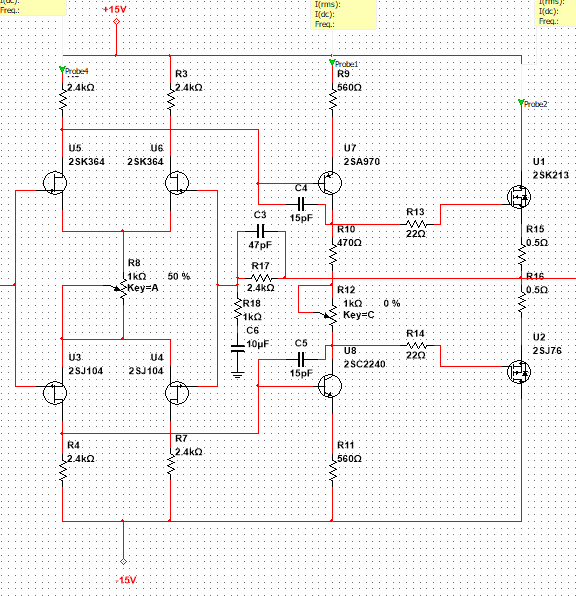 I(dc):
Freq.:
I(rms):
I(dc):
Freq.:
I(rms):
I(dc):
Freq.:
+15V
Probe4
2.4kΩ
R3
2.4kΩ
Probe1
R9
560Ω
Probe2
U5
2SK364
U6
2SK364
U7
2SA970
U1
2SK213
C4
15pF
C3
47pF
R10
470Ω
R13
22Ω
R15
0.5Ω
R8
1kΩ
50 %
Key=A
R17
2.4kΩ
R18
1kΩ
C6
10µF
R12
1kΩ
0 %
Key=C
R16
0.5Ω
U3
2SJ104
U4
2SJ104
C5
15pF
U8
2SC2240
R14
22Ω
U2
2SJ76
R4
2.4kΩ
R7
2.4kΩ
R11
560Ω
-15V